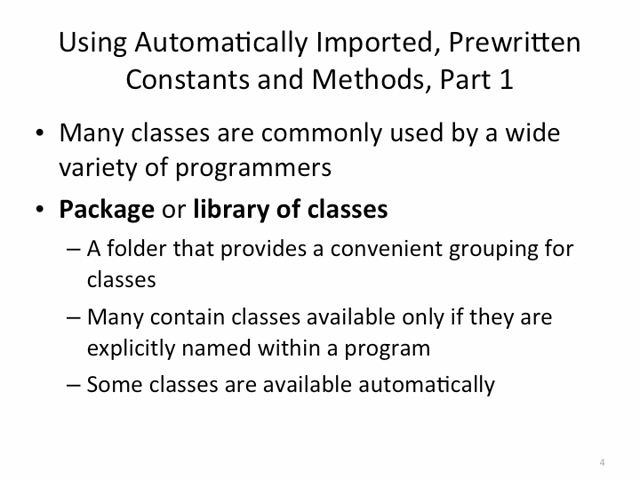 Using Automatically Imported, Prewritten
Constants and Methods, Part 1
• Many classes are commonly used by a wide
variety of programmers
• Package or library of classes
– A folder that provides a convenient grouping for
classes
– Many contain classes available only if they are
explicitly named within a program
– Some classes are available automatically
4